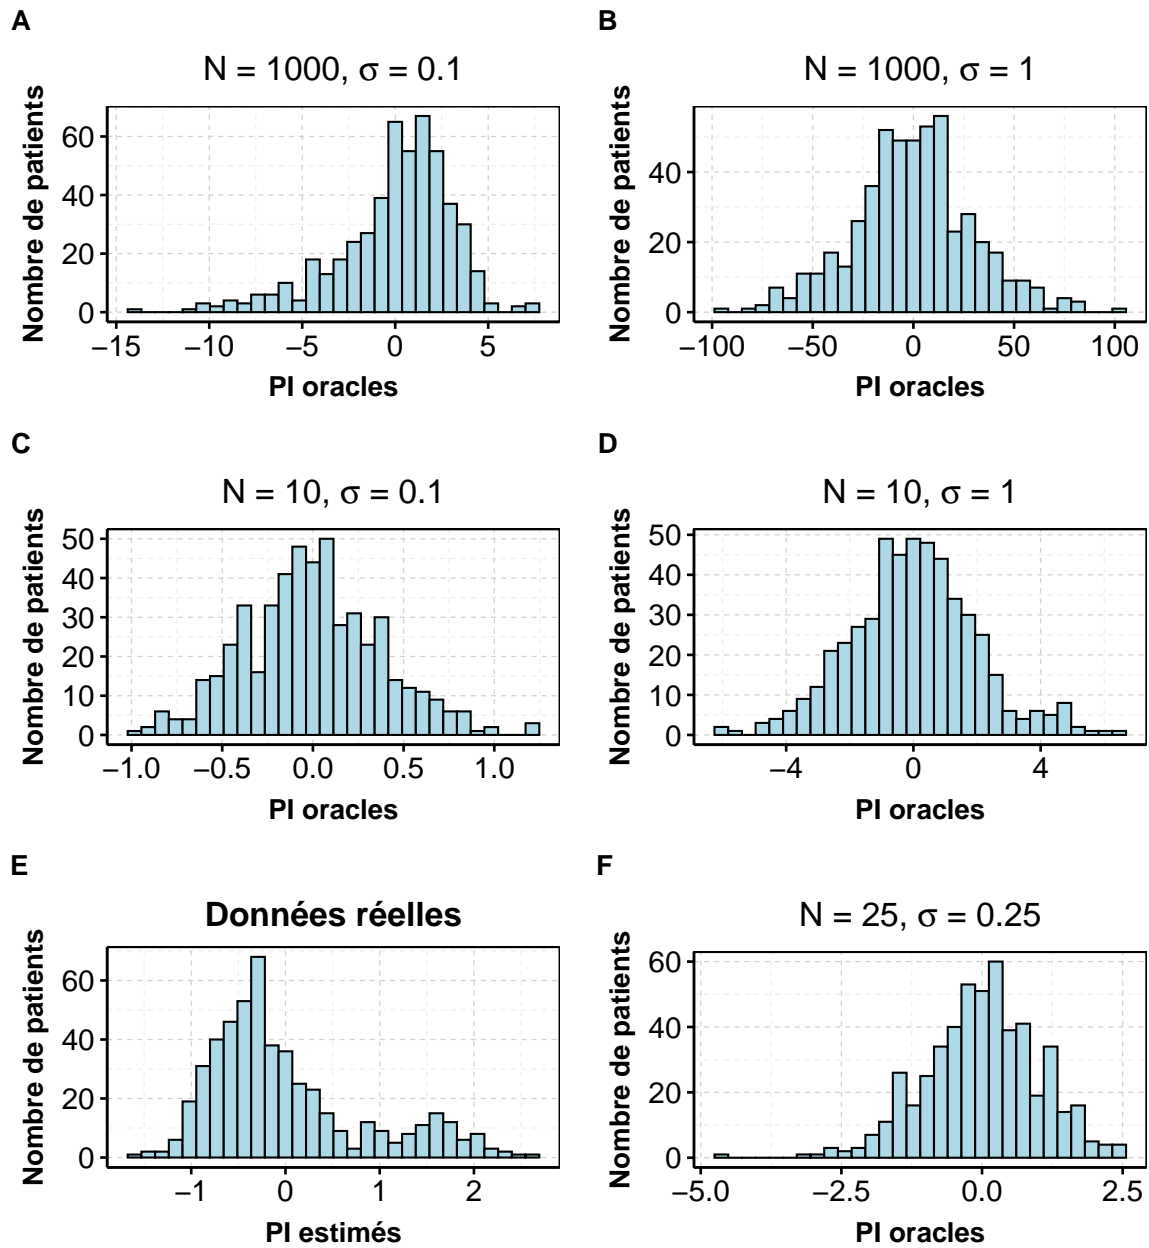 A
N = 1000, σ = 0.1
Nombre de patients
60
40
20
0
−15
−10
−5
0
5
PI oracles
B
N = 1000, σ = 1
Nombre de patients
40
20
0
−100
−50
0
50
100
PI oracles
C
N = 10, σ = 0.1
Nombre de patients
50
40
30
20
10
0
−1.0
−0.5
0.0
0.5
1.0
PI oracles
D
N = 10, σ = 1
Nombre de patients
50
40
30
20
10
0
−4
0
4
PI oracles
E
Données réelles
Nombre de patients
60
40
20
0
−1
0
1
2
PI estimés
F
N = 25, σ = 0.25
Nombre de patients
60
40
20
0
−5.0
−2.5
0.0
2.5
PI oracles